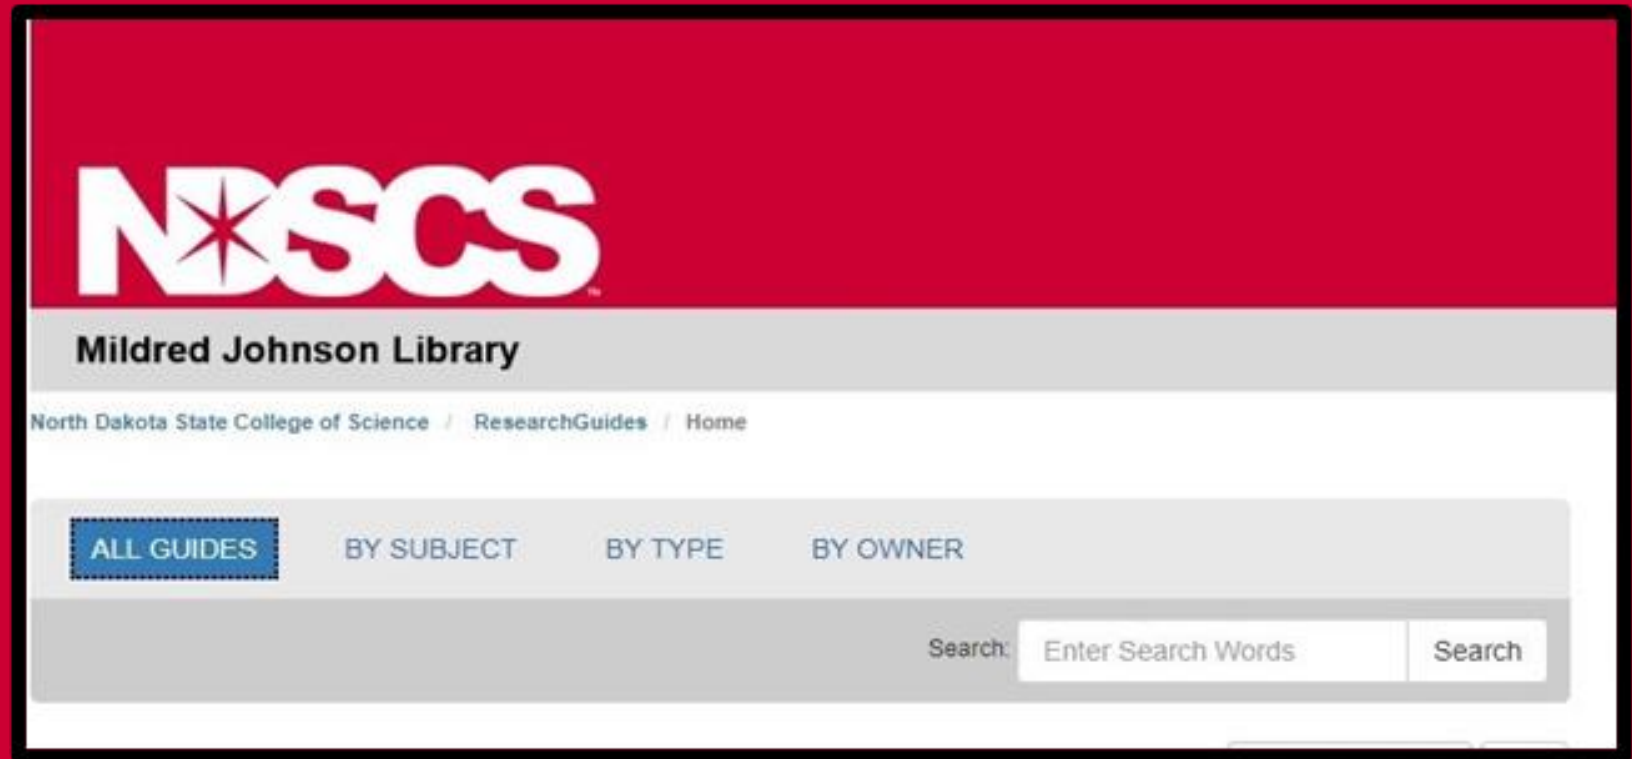 NDSCS™
Mildred Johnson Library
North Dakota State College of Science / ResearchGuides / Home
ALL GUIDES BY SUBJECT BY TYPE BY OWNER
Search: Enter Search Words Search